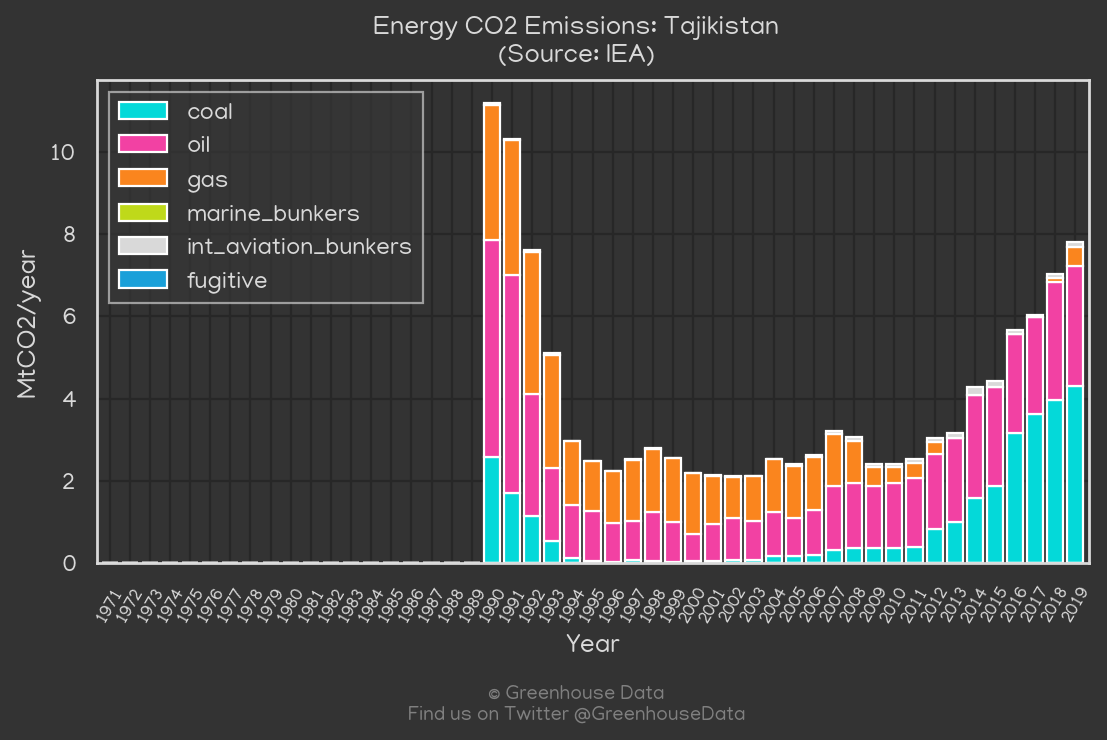 Energy CO2 Emissions: Tajikistan
(Source: IEA)
coal
oil
gas
marine_bunkers
int_aviation_bunkers
fugitive
MtCO2/year
10
8
6
4
2
0
1971 1972 1973 1974 1975 1976 1977 1978 1979 1980 1981 1982 1983 1984 1985 1986 1987 1988 1989 1990 1991 1992 1993 1994 1995 1996 1997 1998 1999 2000 2001 2002 2003 2004 2005 2006 2007 2008 2009 2010 2011 2012 2013 2014 2015 2016 2017 2018 2019
Year
© Greenhouse Data
Find us on Twitter @GreenhouseData